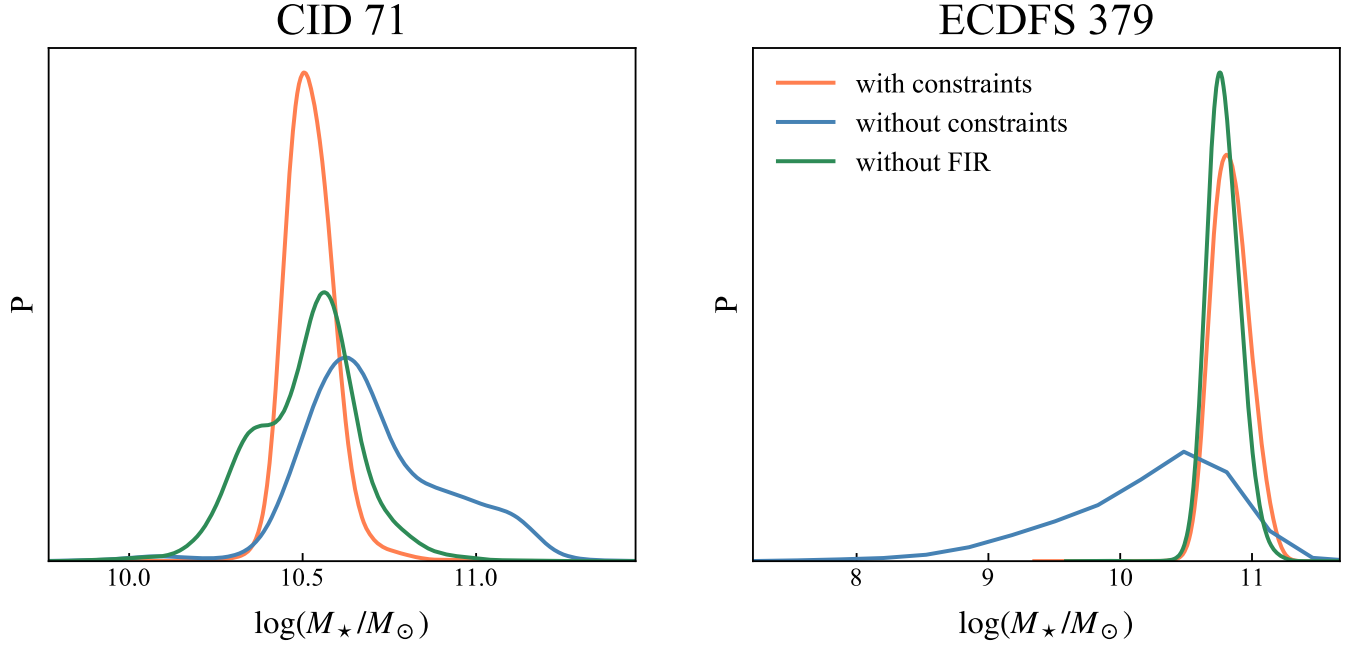 CID 71
P
10.0 10.5 11.0
log(M⋆/M⊙)
ECDFS 379
with constraints
without constraints
without FIR
P
8 9 10 11
log(M⋆/M⊙)